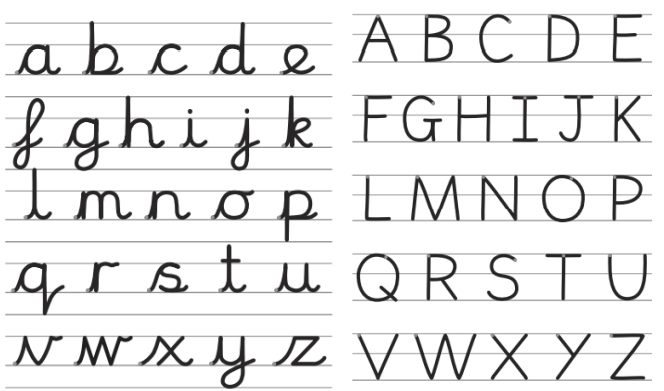 a b c d e
f g h i j k
l m n o p
q r s t u
v w x y z
A B C D E
F G H I J K
L M N O P
Q R S T U
V W X Y Z